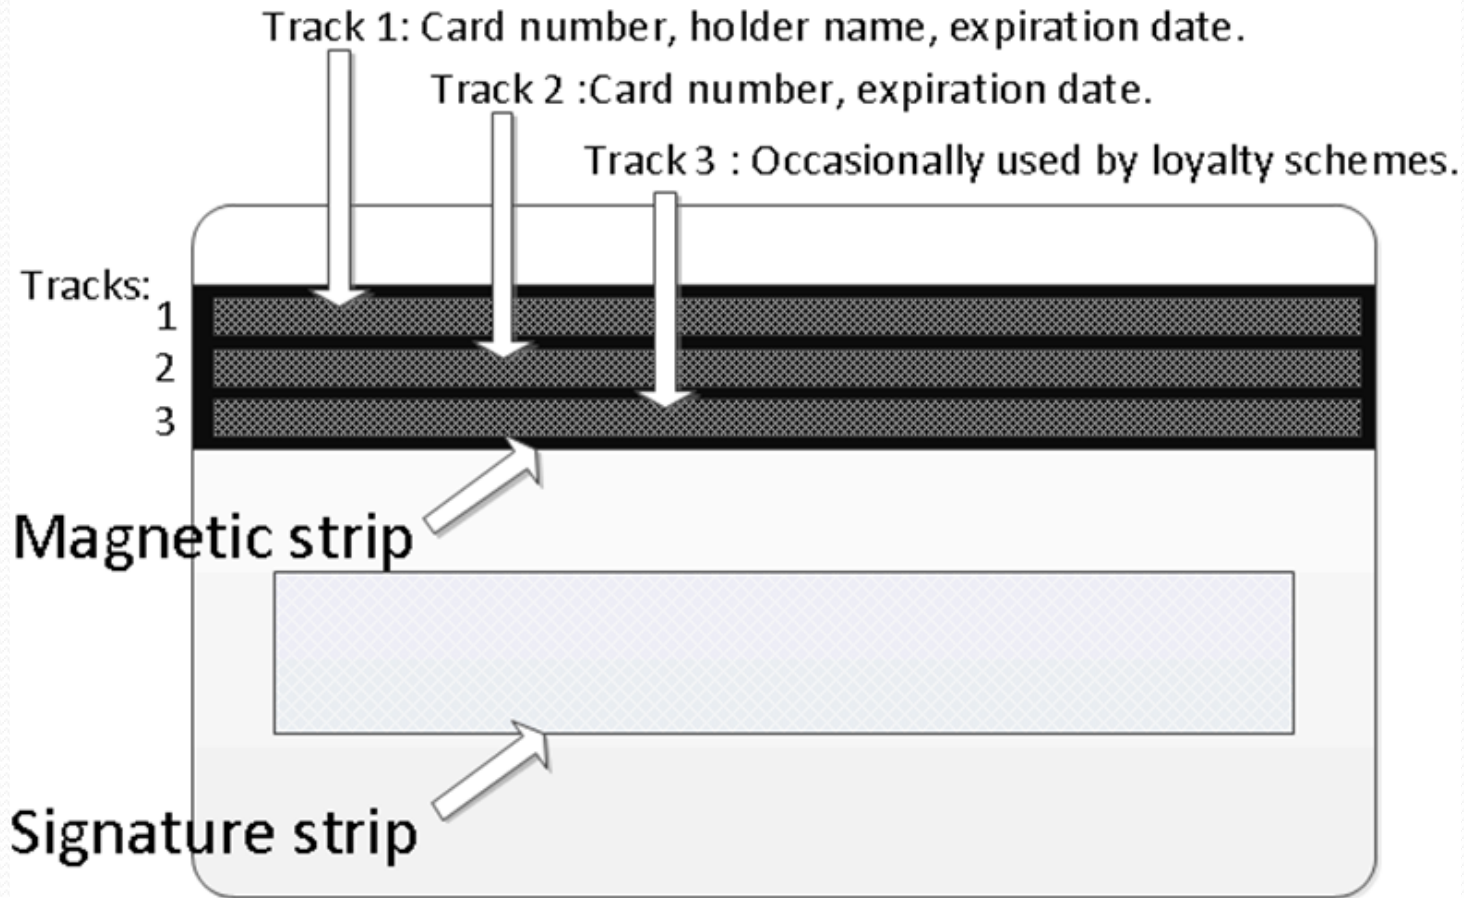 Track 1: Card number, holder name, expiration date.
Track 2 :Card number, expiration date.
Track 3 : Occasionally used by loyalty schemes.
Tracks:
1
2
3
Magnetic strip
Signature strip